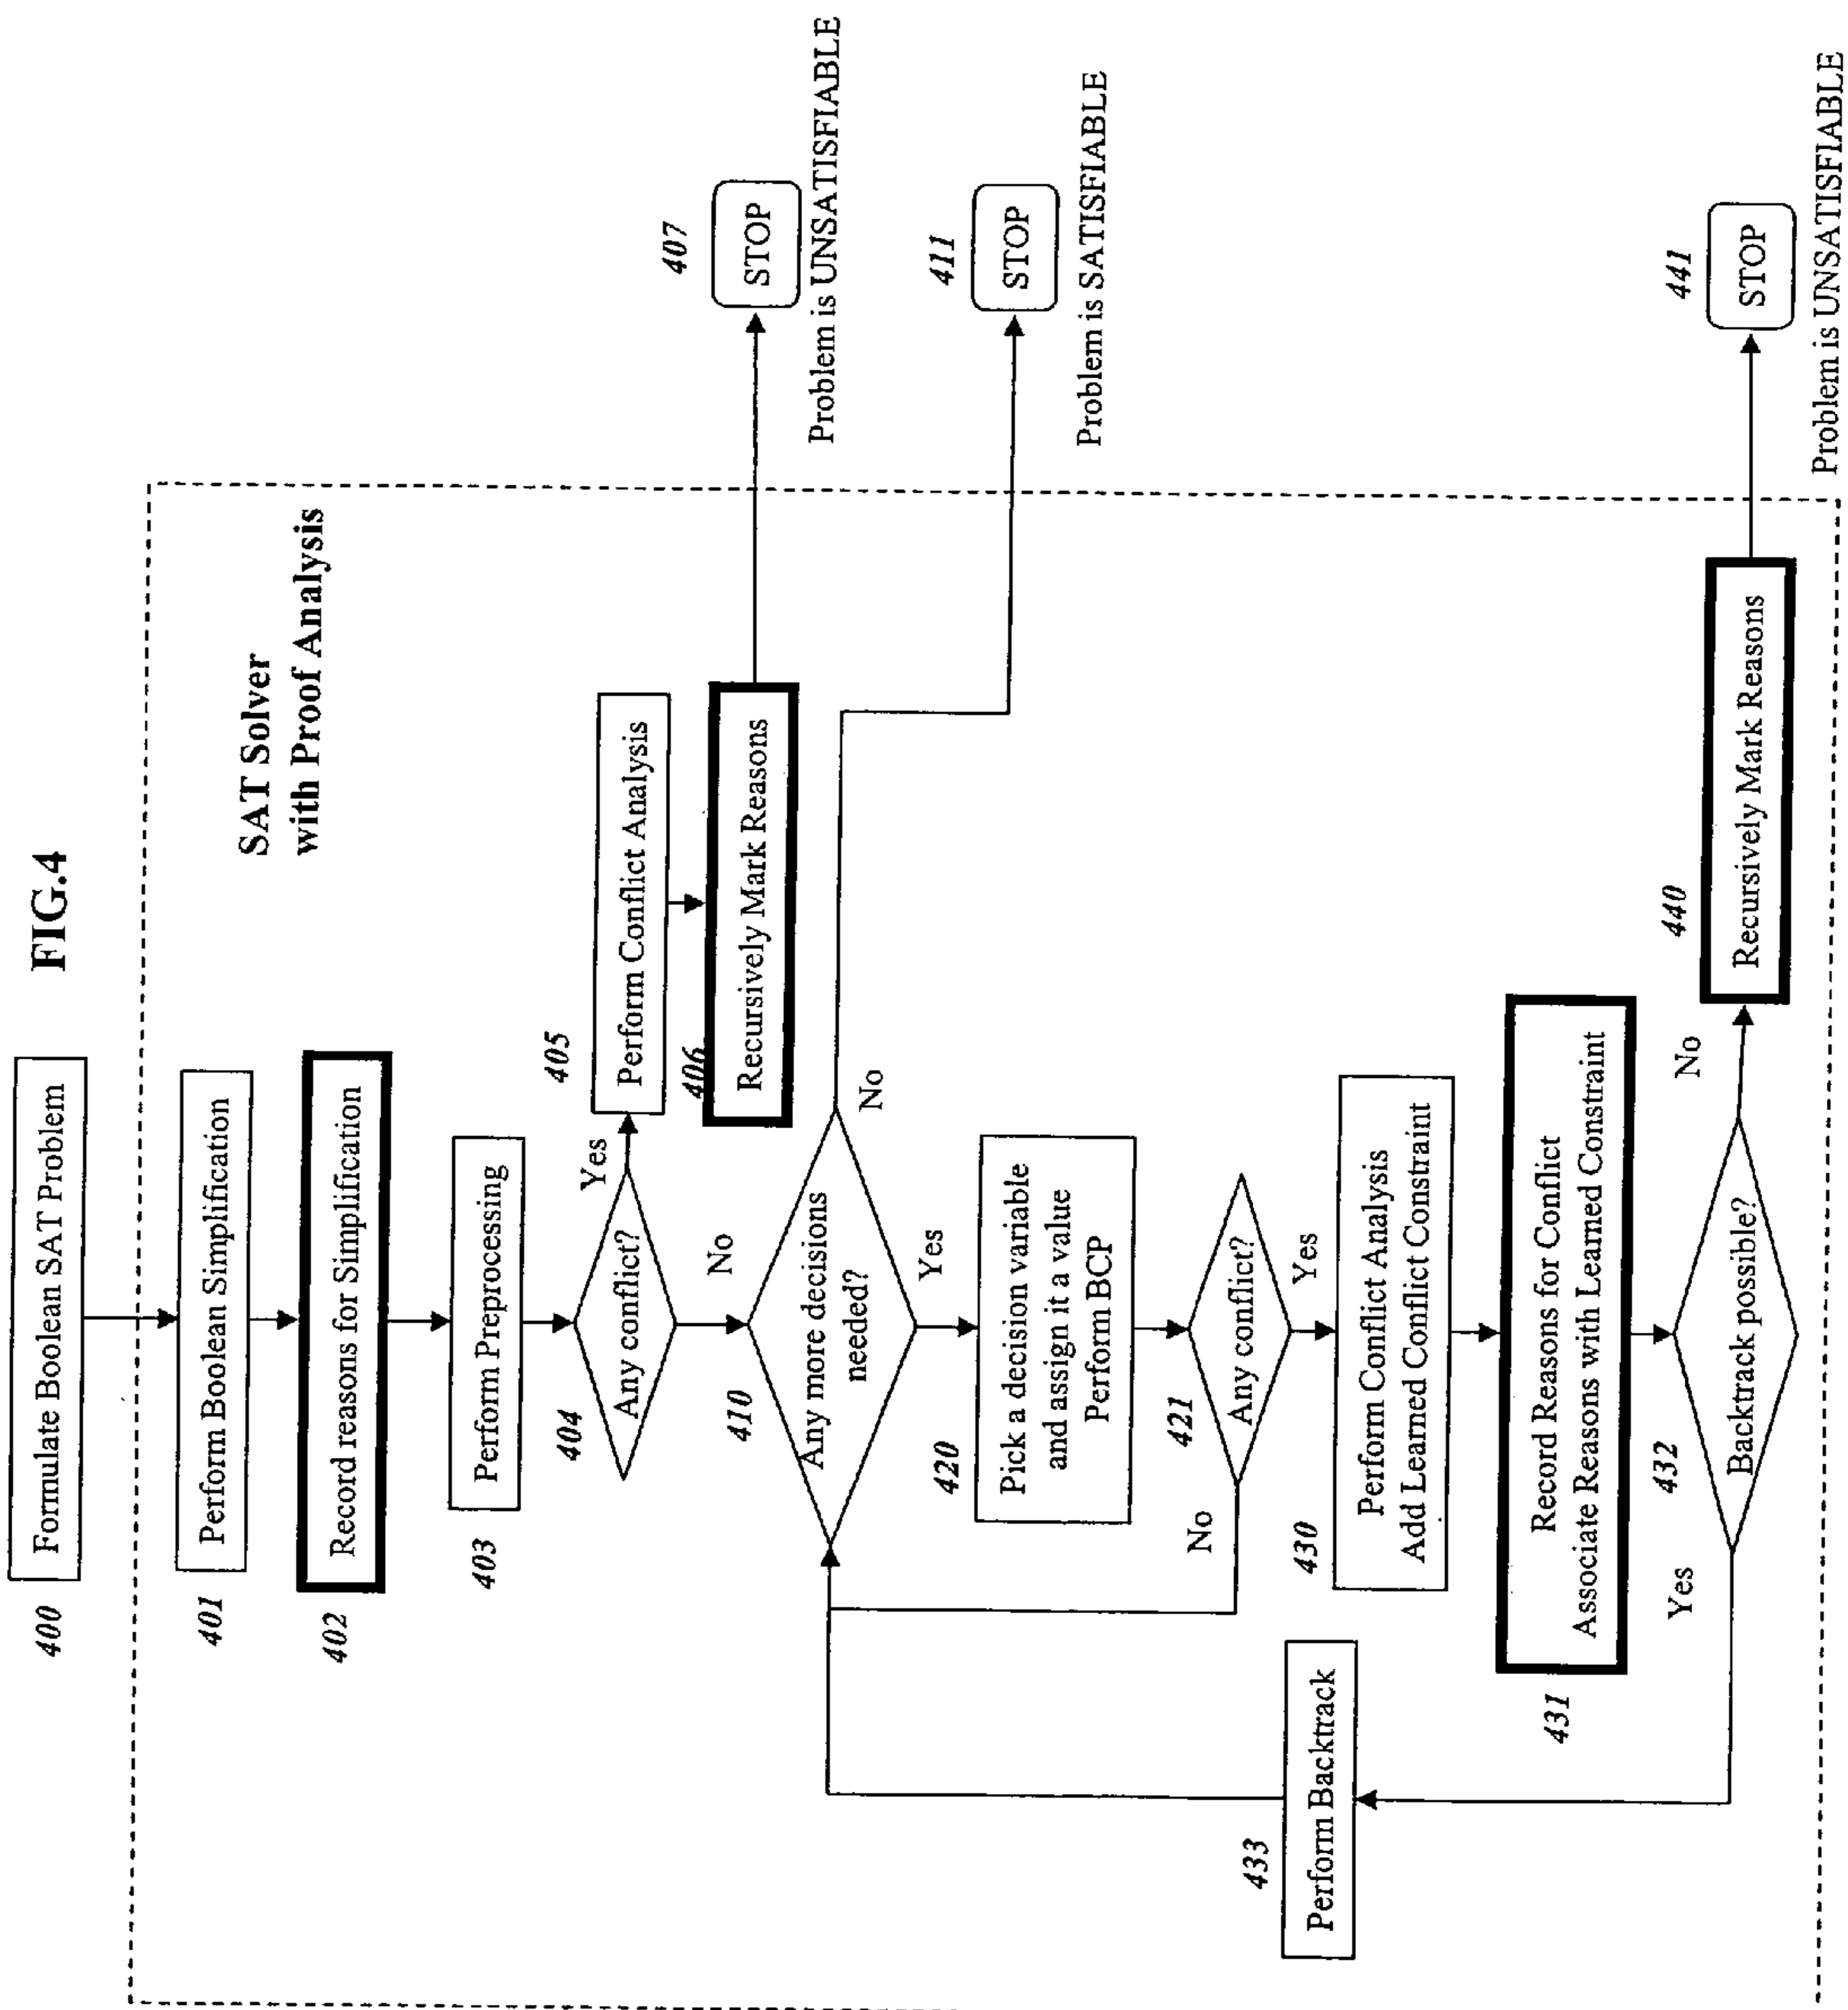 FIG.4
400
Formulate Boolean SAT Problem
SAT Solver
with Proof Analysis
401
Perform Boolean Simplification
402
Record reasons for Simplification
403
Perform Preprocessing
404
Any conflict?
Yes
No
405
Perform Conflict Analysis
406
Recursively Mark Reasons
407
STOP
Problem is UNSATISFIABLE
410
Any more decisions
needed?
No
Yes
411
STOP
Problem is SATISFIABLE
420
Pick a decision variable
and assign it a value
Perform BCP
421
Any conflict?
No
Yes
430
Perform Conflict Analysis
Add Learned Conflict Constraint
431
Record Reasons for Conflict
Associate Reasons with Learned Constraint
432
Backtrack possible?
Yes
No
433
Perform Backtrack
440
Recursively Mark Reasons
441
STOP
Problem is UNSATISFIABLE